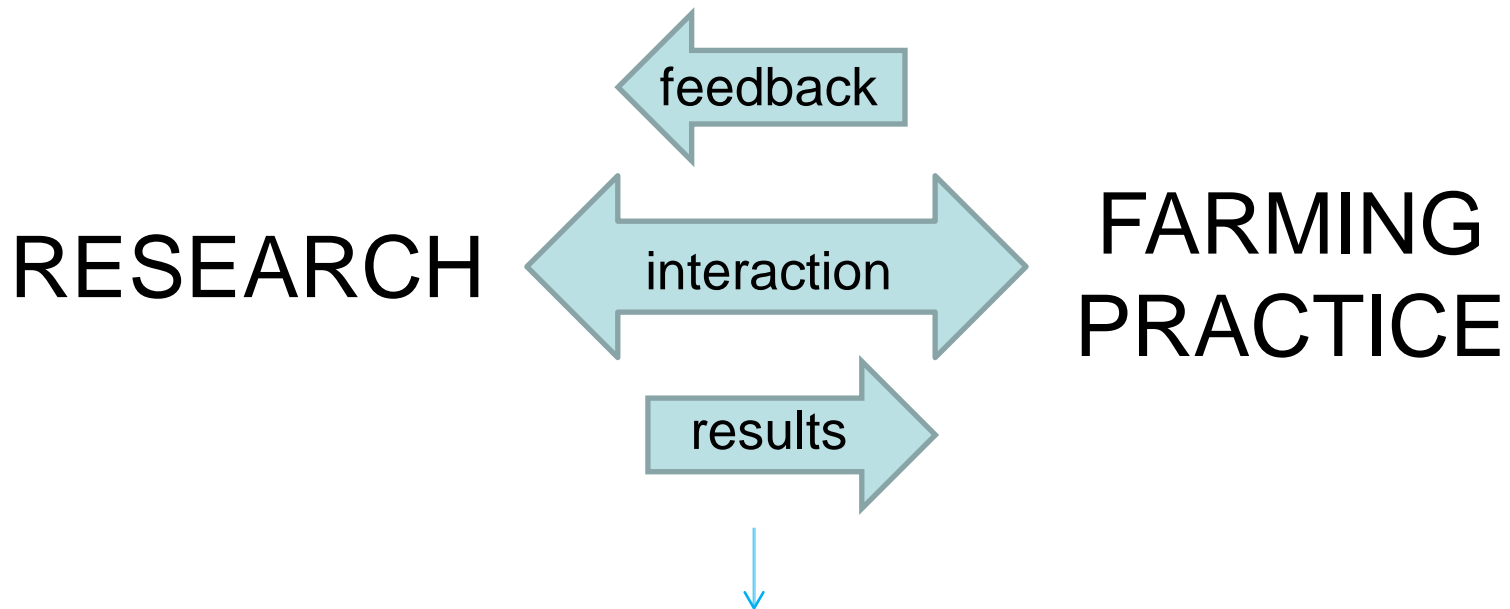 feedback
RESEARCH
interaction
FARMING
PRACTICE
results